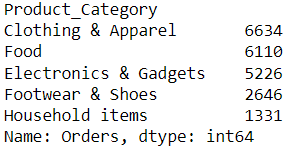 Product_Category
Clothing & Apparel 6634
Food 6110
Electronics & Gadgets 5226
Footwear & Shoes 2646
Household items 1331
Name: Orders, dtype: int64